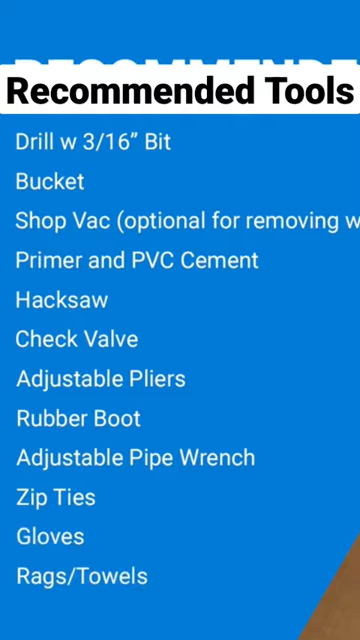 Recommended Tools
Drill w 3/16” Bit
Bucket
Shop Vac (optional for removing w
Primer and PVC Cement
Hacksaw
Check Valve
Adjustable Pliers
Rubber Boot
Adjustable Pipe Wrench
Zip Ties
Gloves
Rags/Towels